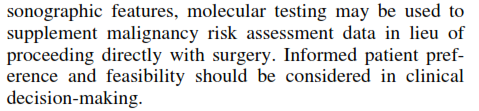 sonographic features, molecular testing may be used to
supplement malignancy risk assessment data in lieu of
proceeding directly with surgery. Informed patient pref-
erence and feasibility should be considered in clinical
decision-making.